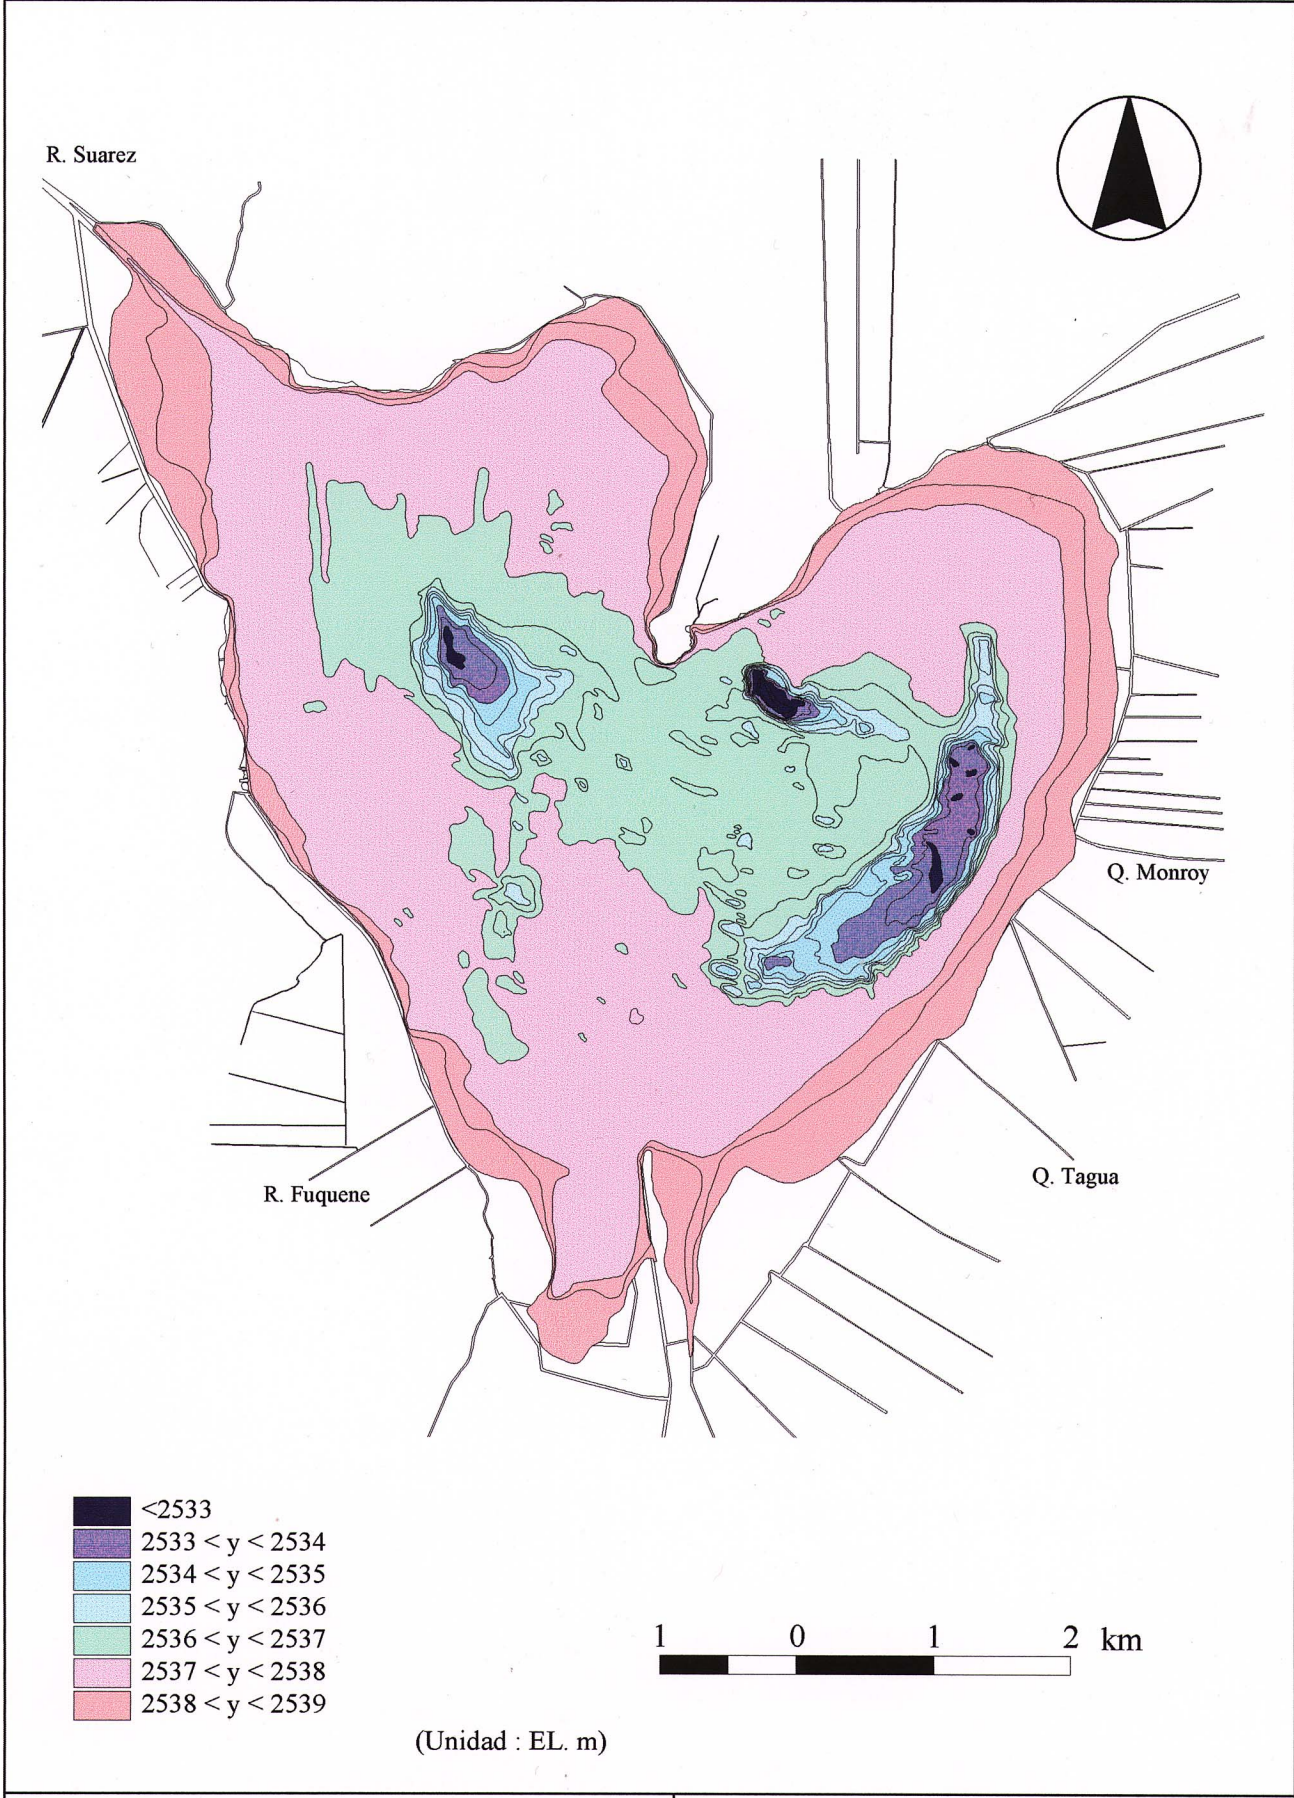 R. Suarez
Q. Monroy
Q. Tagua
R. Fuquene
<2533
2533 < y < 2534
2534 < y < 2535
2535 < y < 2536
2536 < y < 2537
2537 < y < 2538
2538 < y < 2539
(Unidad : EL. m)
1 0 1 2 km